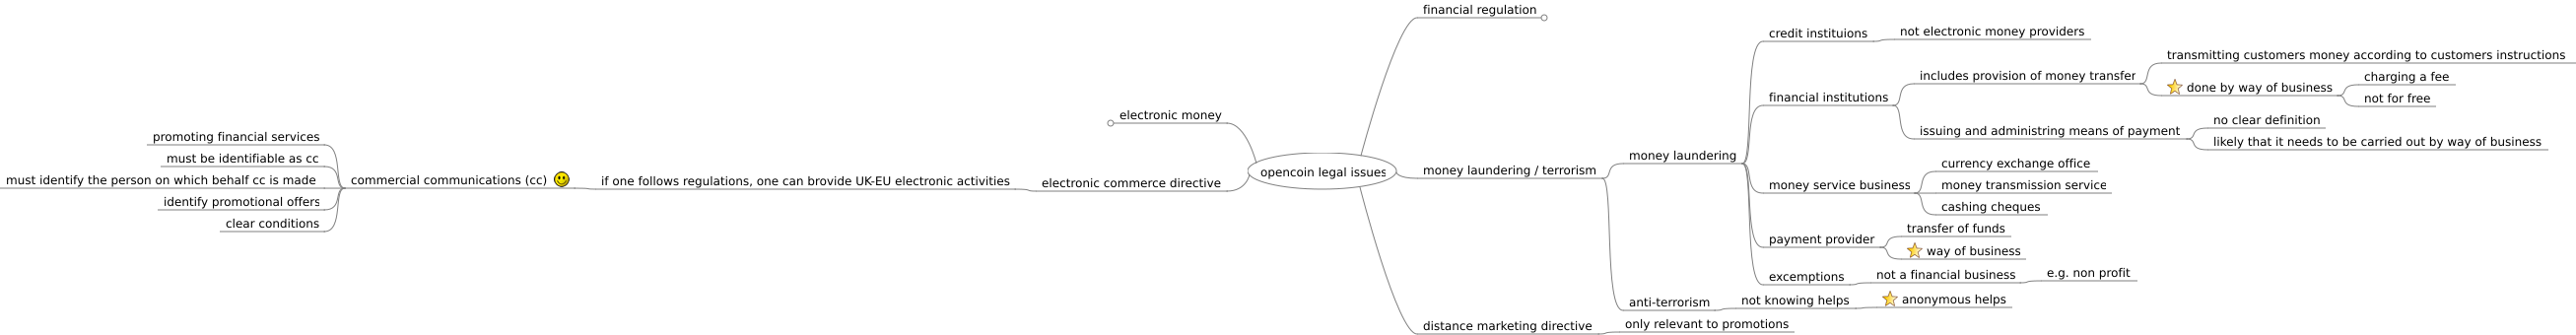 opencoin legal issues
financial regulation
money laundering / terrorism
money laundering
credit instituions
not electronic money providers
financial institutions
includes provision of money transfer
transmitting customers money according to customers instructions
done by way of business
charging a fee
not for free
issuing and administring means of payment
no clear definition
likely that it needs to be carried out by way of business
money service business
currency exchange office
money transmission service
cashing cheques
payment provider
transfer of funds
way of business
excemptions
not a financial business
e.g. non profit
anti-terrorism
not knowing helps
anonymous helps
distance marketing directive
only relevant to promotions
electronic money
electronic commerce directive
if one follows regulations, one can brovide UK-EU electronic activities
commercial communications (cc)
promoting financial services
must be identifiable as cc
must identify the person on which behalf cc is made
identify promotional offers
clear conditions